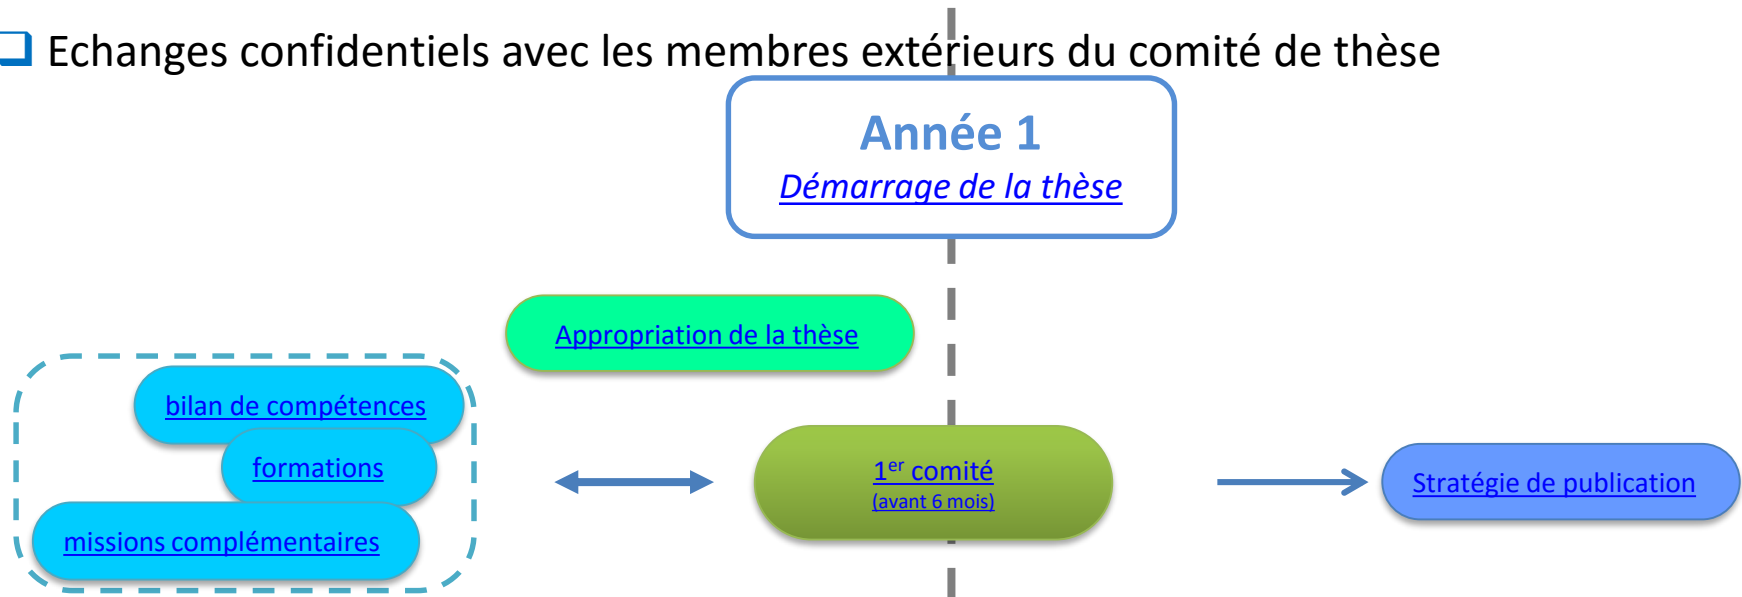 Echanges confidentiels avec les membres extérieurs du comité de thèse
Année 1
Démarrage de la thèse
Appropriation de la thèse
bilan de compétences
formations
missions complémentaires
1er comité
(avant 6 mois)
Stratégie de publication